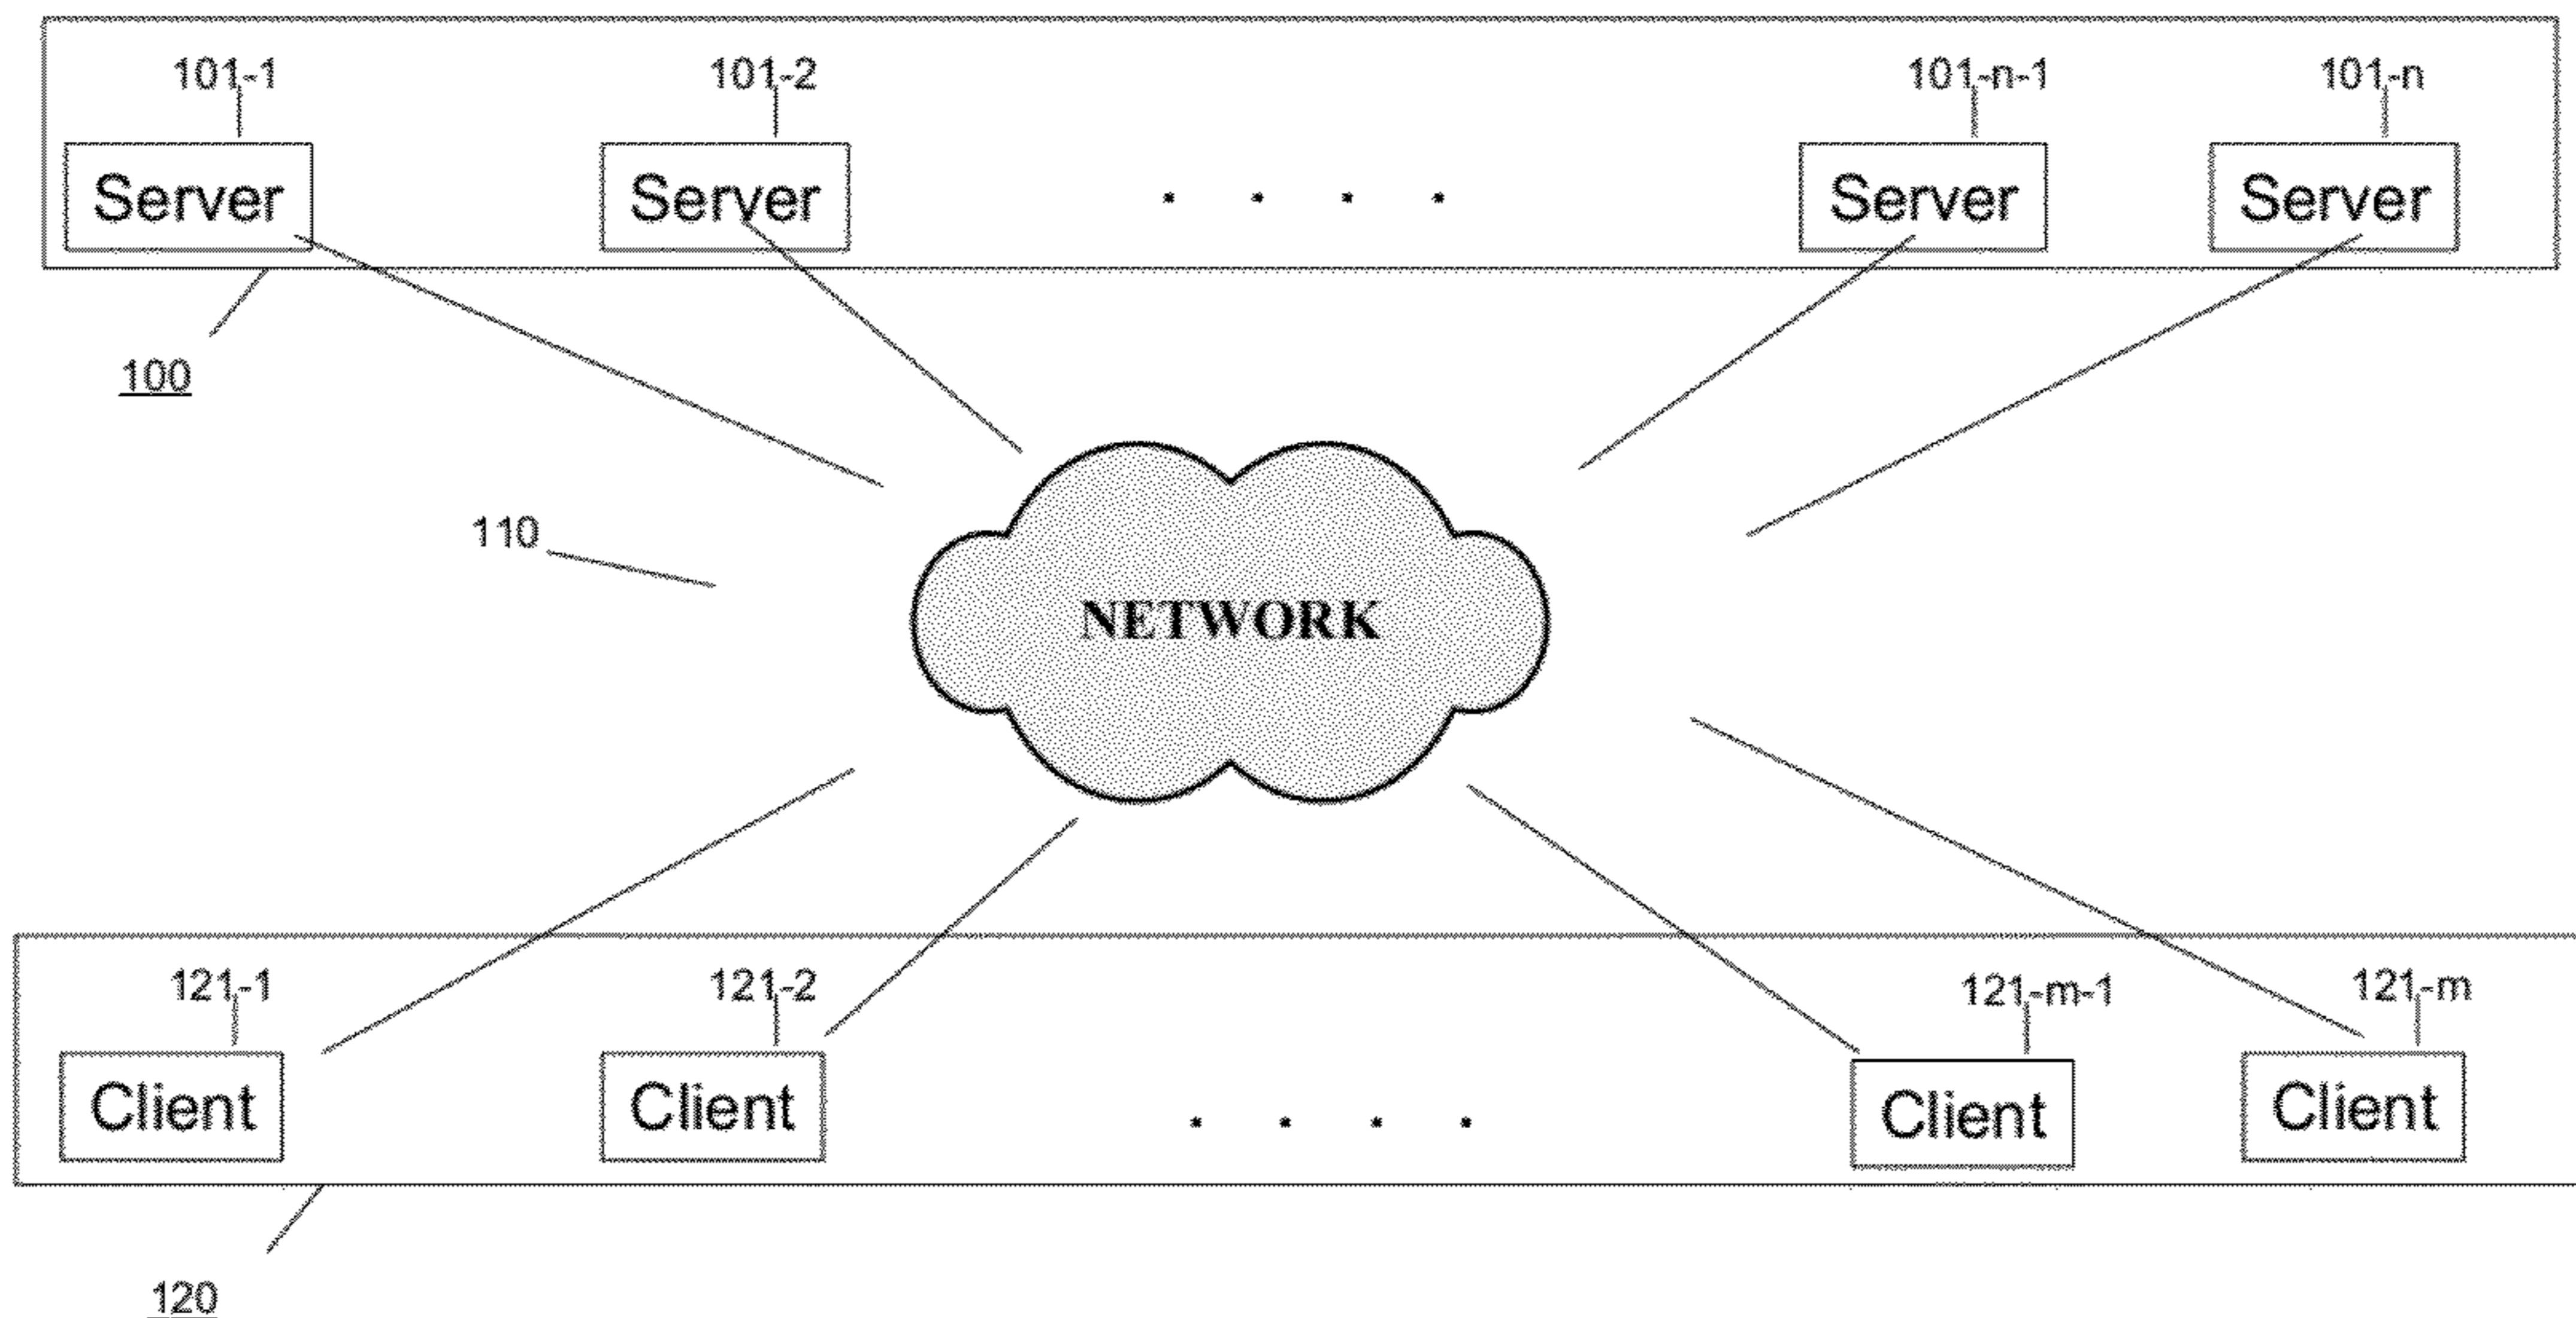 101-1 101-2 101-n-1 101-n
Server Server . . . . Server Server
100
110
NETWORK
121-1 121-2 121-m-1 121-m
Client Client . . . . Client Client
120